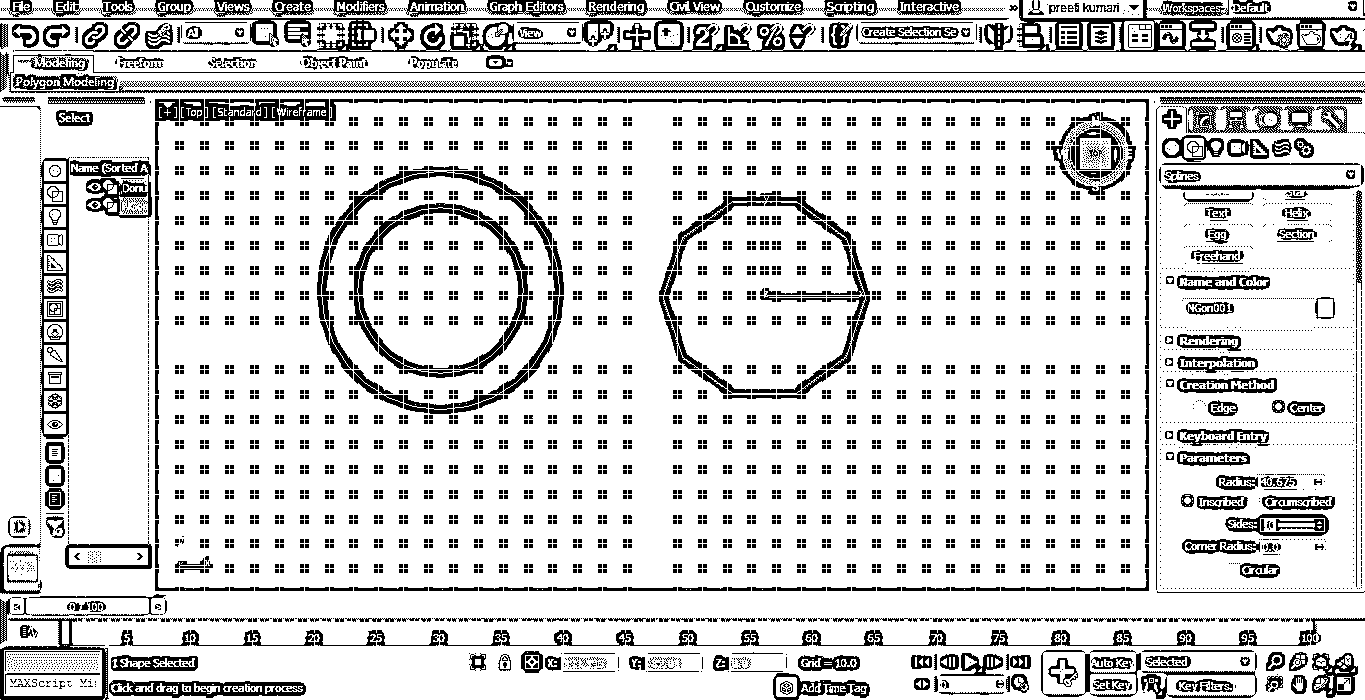 File Edit Tools Group Views Create Modifiers Animation Graph Editors Rendering Civil View Customize Scripting Interactive » preeti kumari Workspaces: Default
All View Create Selection Se
Modeling Freeform Selection Object Paint Populate
Polygon Modeling
Select
[+] [Top] [Standard] [Wireframe]
Name (Sorted A
Donu
Splines
Text Helix
Egg Section
Freehand
Name and Color
NGon001
Rendering
Interpolation
Creation Method
Edge Center
Keyboard Entry
Parameters
Radius: 40.525
Inscribed Circumscribed
Sides: 10
Corner Radius: 0.0
Circular
0 / 100
5 10 15 20 25 30 35 40 45 50 55 60 65 70 75 80 85 90 95 100
1 Shape Selected X: Y: Z: Grid = 10.0 Auto Key Selected
MAXScript Mi
Click and drag to begin creation process Add Time Tag Set Key Key Filters...